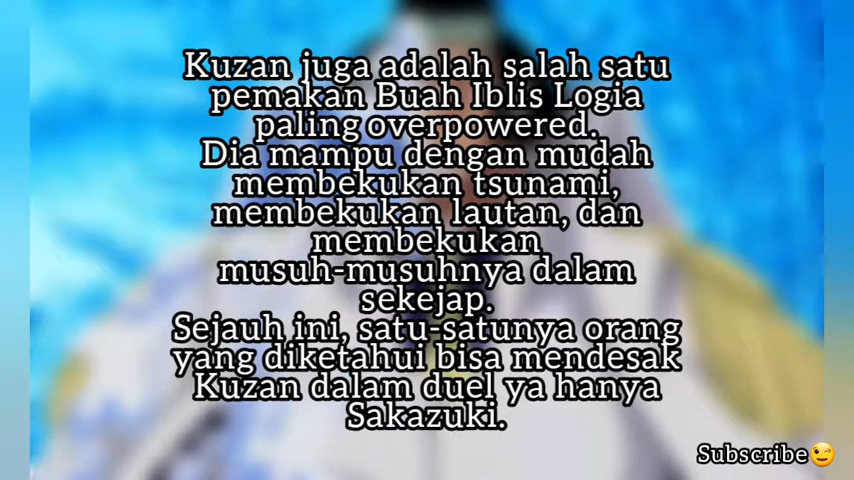 Kuzan juga adalah salah satu
pemakan Buah Iblis Logia
paling overpowered.
Dia mampu dengan mudah
membekukan tsunami,
membekukan lautan, dan
membekukan
musuh-musuhnya dalam
sekejap.
Sejauh ini, satu-satunya orang
yang diketahui bisa mendesak
Kuzan dalam duel ya hanya
Sakazuki.
Subscribe😉